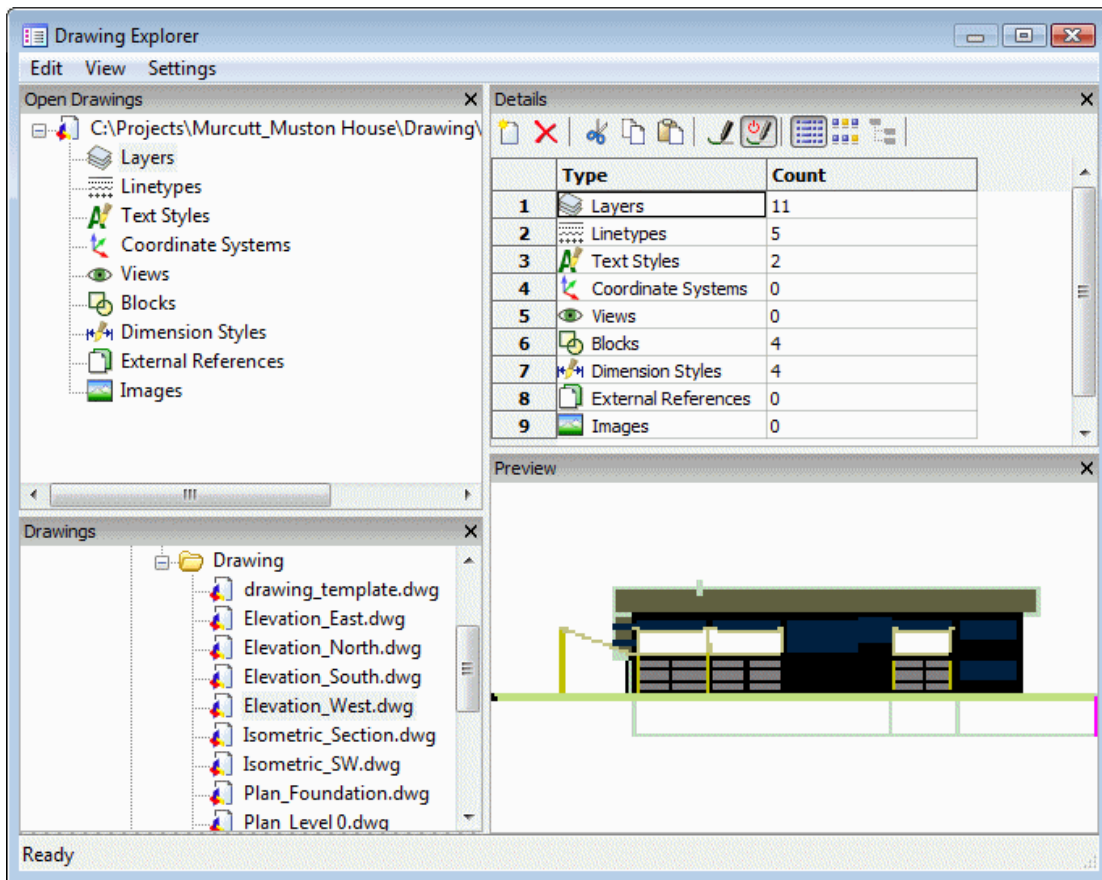 Drawing Explorer
Edit View Settings
Open Drawings
C:\Projects\Murcutt_Muston House\Drawing\
Layers
Linetypes
Text Styles
Coordinate Systems
Views
Blocks
Dimension Styles
External References
Images
Drawings
Drawing
drawing_template.dwg
Elevation_East.dwg
Elevation_North.dwg
Elevation_South.dwg
Elevation_West.dwg
Isometric_Section.dwg
Isometric_SW.dwg
Plan_Foundation.dwg
Plan_Level 0.dwg
Details
Type Count
1 Layers 11
2 Linetypes 5
3 Text Styles 2
4 Coordinate Systems 0
5 Views 0
6 Blocks 4
7 Dimension Styles 4
8 External References 0
9 Images 0
Preview
Ready